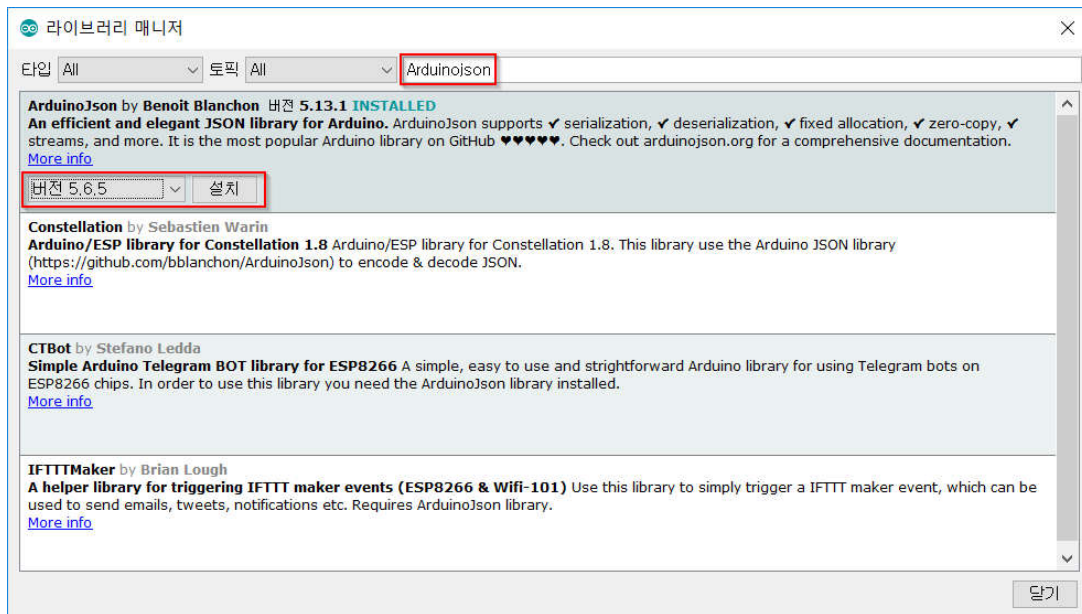 라이브러리 매니저
타입 All 토픽 All Arduinojson
ArduinoJson by Benoit Blanchon 버전 5.13.1 INSTALLED
An efficient and elegant JSON library for Arduino. ArduinoJson supports ✔ serialization, ✔ deserialization, ✔ fixed allocation, ✔ zero-copy, ✔
streams, and more. It is the most popular Arduino library on GitHub ♥♥♥♥♥. Check out arduinojson.org for a comprehensive documentation.
More info
버전 5.6.5 설치
Constellation by Sebastien Warin
Arduino/ESP library for Constellation 1.8 Arduino/ESP library for Constellation 1.8. This library use the Arduino JSON library
(https://github.com/bblanchon/ArduinoJson) to encode & decode JSON.
More info
CTBot by Stefano Ledda
Simple Arduino Telegram BOT library for ESP8266 A simple, easy to use and strightforward Arduino library for using Telegram bots on
ESP8266 chips. In order to use this library you need the ArduinoJson library installed.
More info
IFTTTMaker by Brian Lough
A helper library for triggering IFTTT maker events (ESP8266 & Wifi-101) Use this library to simply trigger a IFTTT maker event, which can be
used to send emails, tweets, notifications etc. Requires ArduinoJson library.
More info
닫기